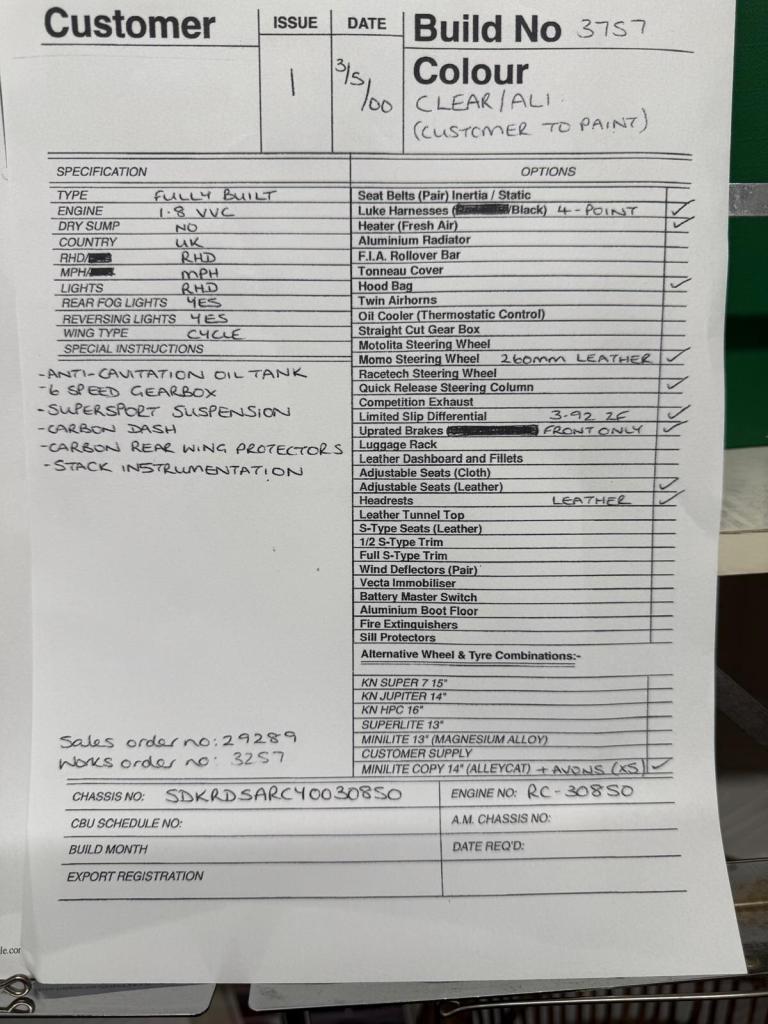 Customer
ISSUE
1
DATE
3/5/00
Build No 3757
Colour
CLEAR/ALI.
(CUSTOMER TO PAINT)
SPECIFICATION
TYPE FULLY BUILT
ENGINE 1.8 VVC
DRY SUMP NO
COUNTRY UK
RHD/ RHD
MPH/ MPH
LIGHTS RHD
REAR FOG LIGHTS YES
REVERSING LIGHTS YES
WING TYPE CYCLE
SPECIAL INSTRUCTIONS
-ANTI-CAVITATION OIL TANK
-6 SPEED GEARBOX
-SUPERSPORT SUSPENSION
-CARBON DASH
-CARBON REAR WING PROTECTORS
-STACK INSTRUMENTATION
Sales order no: 29289
Works order no: 3257
OPTIONS
Seat Belts (Pair) Inertia / Static
Luke Harnesses (/Black) 4-POINT ✓
Heater (Fresh Air) ✓
Aluminium Radiator
F.I.A. Rollover Bar
Tonneau Cover
Hood Bag ✓
Twin Airhorns
Oil Cooler (Thermostatic Control)
Straight Cut Gear Box
Motolita Steering Wheel
Momo Steering Wheel 260mm LEATHER ✓
Racetech Steering Wheel
Quick Release Steering Column ✓
Competition Exhaust
Limited Slip Differential 3-92 ZF ✓
Uprated Brakes FRONT ONLY ✓
Luggage Rack
Leather Dashboard and Fillets
Adjustable Seats (Cloth)
Adjustable Seats (Leather) ✓
Headrests LEATHER ✓
Leather Tunnel Top
S-Type Seats (Leather)
1/2 S-Type Trim
Full S-Type Trim
Wind Deflectors (Pair)
Vecta Immobiliser
Battery Master Switch
Aluminium Boot Floor
Fire Extinguishers
Sill Protectors
Alternative Wheel & Tyre Combinations:-
KN SUPER 7 15"
KN JUPITER 14"
KN HPC 16"
SUPERLITE 13"
MINILITE 13" (MAGNESIUM ALLOY)
CUSTOMER SUPPLY
MINILITE COPY 14" (ALLEYCAT) + AVONS (X5) ✓
CHASSIS NO: SDKRDSARCY0030850
ENGINE NO: RC-30850
CBU SCHEDULE NO:
A.M. CHASSIS NO:
BUILD MONTH
DATE REQ'D:
EXPORT REGISTRATION
le.com